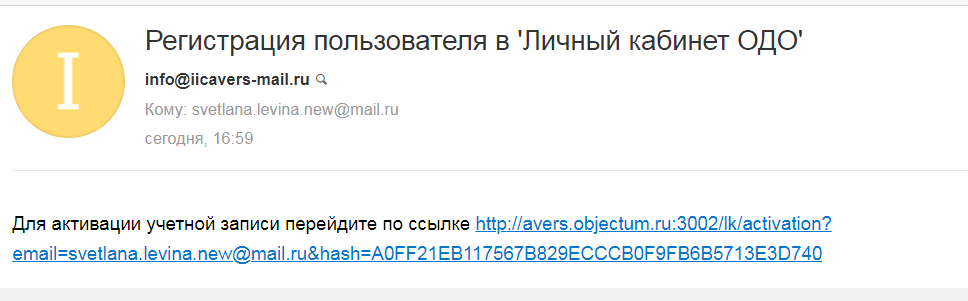 I
Регистрация пользователя в 'Личный кабинет ОДО'
info@iicavers-mail.ru
Кому: svetlana.levina.new@mail.ru
сегодня, 16:59
Для активации учетной записи перейдите по ссылке http://avers.objectum.ru:3002/lk/activation?
email=svetlana.levina.new@mail.ru&hash=A0FF21EB117567B829ECCCB0F9FB6B5713E3D740